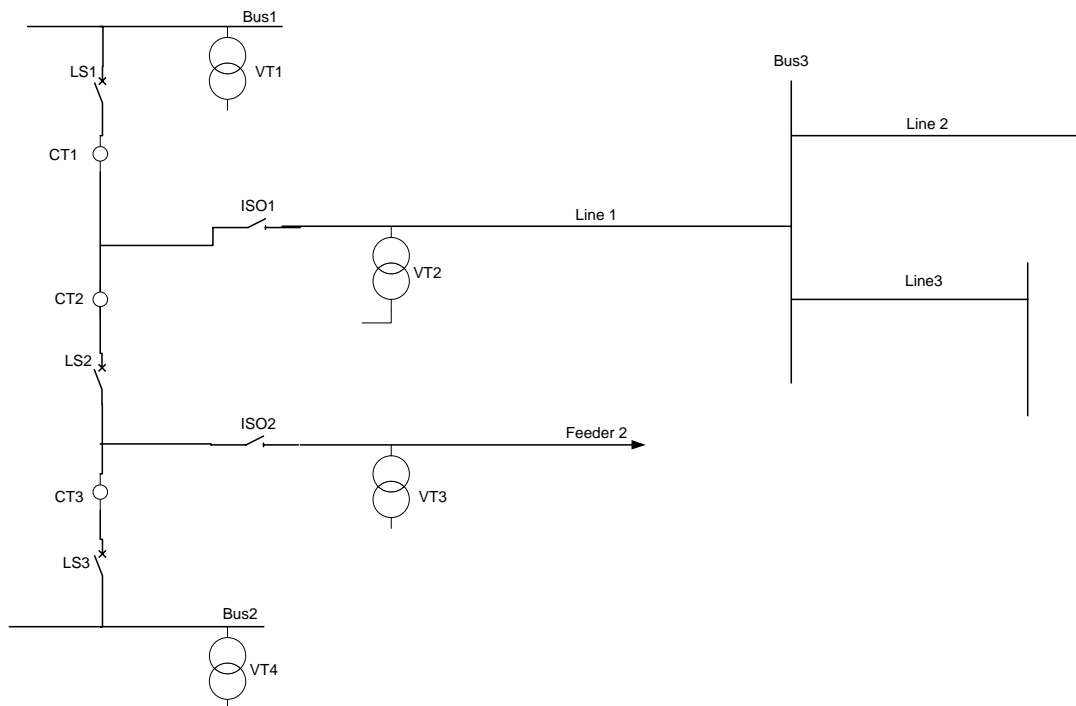 Bus1
LS1
VT1
Bus3
Line 2
CT1
ISO1
Line 1
VT2
Line3
CT2
LS2
ISO2
Feeder 2
CT3
VT3
LS3
Bus2
VT4